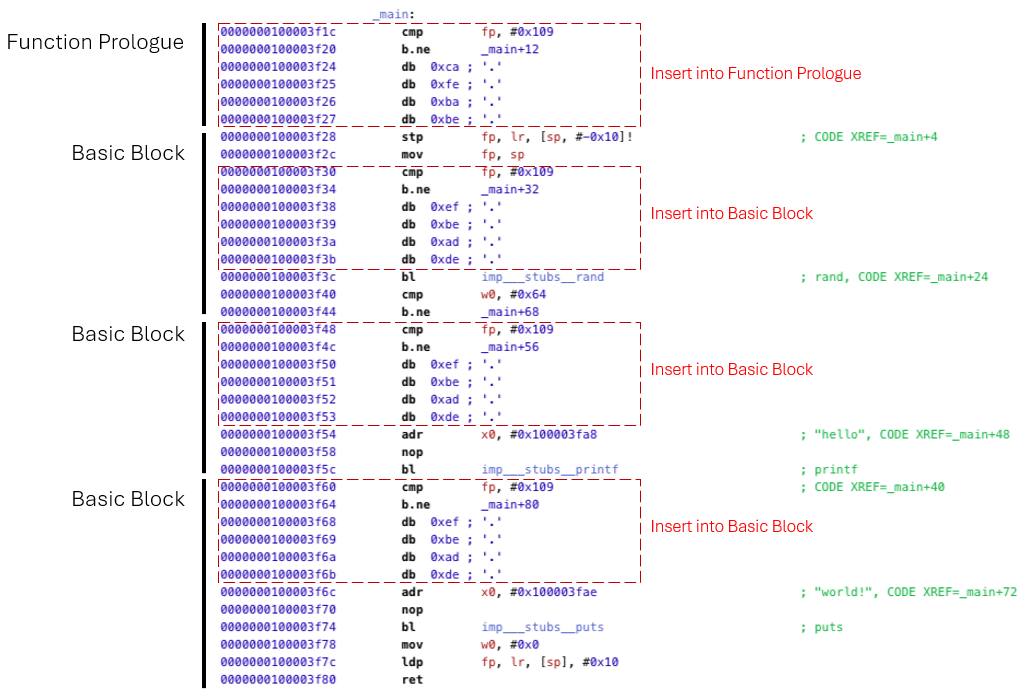 _main:
Function Prologue
0000000100003f1c cmp fp, #0x109
0000000100003f20 b.ne _main+12
0000000100003f24 db 0xca ; '.'
Insert into Function Prologue
0000000100003f25 db 0xfe ; '.'
0000000100003f26 db 0xba ; '.'
0000000100003f27 db 0xbe ; '.'
0000000100003f28 stp fp, lr, [sp, #-0x10]! ; CODE XREF=_main+4
Basic Block
0000000100003f2c mov fp, sp
0000000100003f30 cmp fp, #0x109
0000000100003f34 b.ne _main+32
0000000100003f38 db 0xef ; '.'
Insert into Basic Block
0000000100003f39 db 0xbe ; '.'
0000000100003f3a db 0xad ; '.'
0000000100003f3b db 0xde ; '.'
0000000100003f3c bl imp___stubs__rand ; rand, CODE XREF=_main+24
0000000100003f40 cmp w0, #0x64
0000000100003f44 b.ne _main+68
Basic Block
0000000100003f48 cmp fp, #0x109
0000000100003f4c b.ne _main+56
0000000100003f50 db 0xef ; '.'
Insert into Basic Block
0000000100003f51 db 0xbe ; '.'
0000000100003f52 db 0xad ; '.'
0000000100003f53 db 0xde ; '.'
0000000100003f54 adr x0, #0x100003fa8 ; "hello", CODE XREF=_main+48
0000000100003f58 nop
0000000100003f5c bl imp___stubs__printf ; printf
0000000100003f60 cmp fp, #0x109 ; CODE XREF=_main+40
Basic Block
0000000100003f64 b.ne _main+80
0000000100003f68 db 0xef ; '.'
Insert into Basic Block
0000000100003f69 db 0xbe ; '.'
0000000100003f6a db 0xad ; '.'
0000000100003f6b db 0xde ; '.'
0000000100003f6c adr x0, #0x100003fae ; "world!", CODE XREF=_main+72
0000000100003f70 nop
0000000100003f74 bl imp___stubs__puts ; puts
0000000100003f78 mov w0, #0x0
0000000100003f7c ldp fp, lr, [sp], #0x10
0000000100003f80 ret